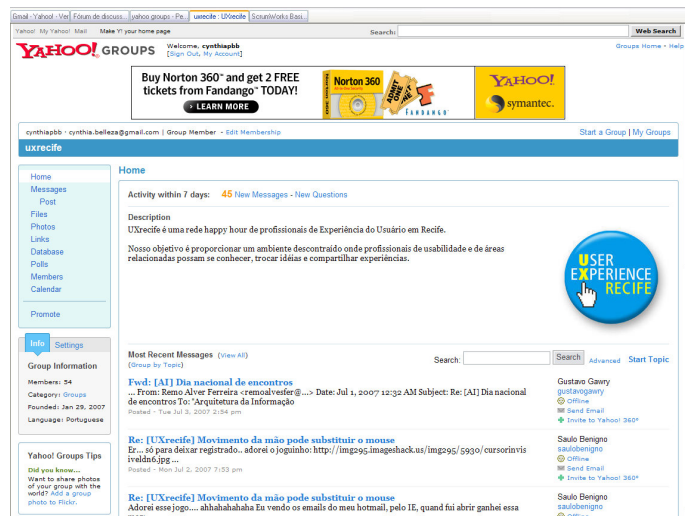 Gmail - Yahoo! - Ver
Fórum de discuss...
yahoo groups - Pe...
uxrecife : UXrecife
ScrumWorks Basi...
Yahoo! My Yahoo! Mail Make Y! your home page
Search:
Web Search
YAHOO! GROUPS
Welcome, cynthiapbb
[Sign Out, My Account]
Groups Home - Help
Buy Norton 360™ and get 2 FREE
tickets from Fandango™ TODAY!
LEARN MORE
Norton 360
ADMIT ONE
FANDANGO
YAHOO!
symantec.
cynthiapbb · cynthia.belleza@gmail.com | Group Member - Edit Membership
Start a Group | My Groups
uxrecife
Home
Messages
Post
Files
Photos
Links
Database
Polls
Members
Calendar
Promote
Info
Settings
Group Information
Members: 54
Category: Groups
Founded: Jan 29, 2007
Language: Portuguese
Yahoo! Groups Tips
Did you know...
Want to share photos
of your group with the
world? Add a group
photo to Flickr.
Home
Activity within 7 days: 45 New Messages - New Questions
Description
UXrecife é uma rede happy hour de profissionais de Experiência do Usuário em Recife.
Nosso objetivo é proporcionar um ambiente descontraido onde profissionais de usabilidade e de áreas
relacionadas possam se conhecer, trocar idéias e compartilhar experiências.
USER
EXPERIENCE
RECIFE
Most Recent Messages (View All)
(Group by Topic)
Search:
Search
Advanced
Start Topic
Fwd: [AI] Dia nacional de encontros
... From: Remo Alver Ferreira <remoalvesfer@...> Date: Jul 1, 2007 12:32 AM Subject: Re: [AI] Dia nacional
de encontros To: "Arquitetura da Informação
Posted - Tue Jul 3, 2007 2:54 pm
Gustavo Gawry
gustavogawry
Offline
Send Email
Invite to Yahoo! 360°
Re: [UXrecife] Movimento da mão pode substituir o mouse
Er... só para deixar registrado.. adorei o joguinho: http://img295.imageshack.us/img295/5930/cursorinvis
iveldn6.jpg ...
Posted - Mon Jul 2, 2007 7:53 pm
Saulo Benigno
saulobenigno
Offline
Send Email
Invite to Yahoo! 360°
Re: [UXrecife] Movimento da mão pode substituir o mouse
Adorei esse jogo.... ahhahahahaha Eu vendo os emails do meu hotmail, pelo IE, quand fui abrir ganhei essa
Saulo Benigno
saulobenigno